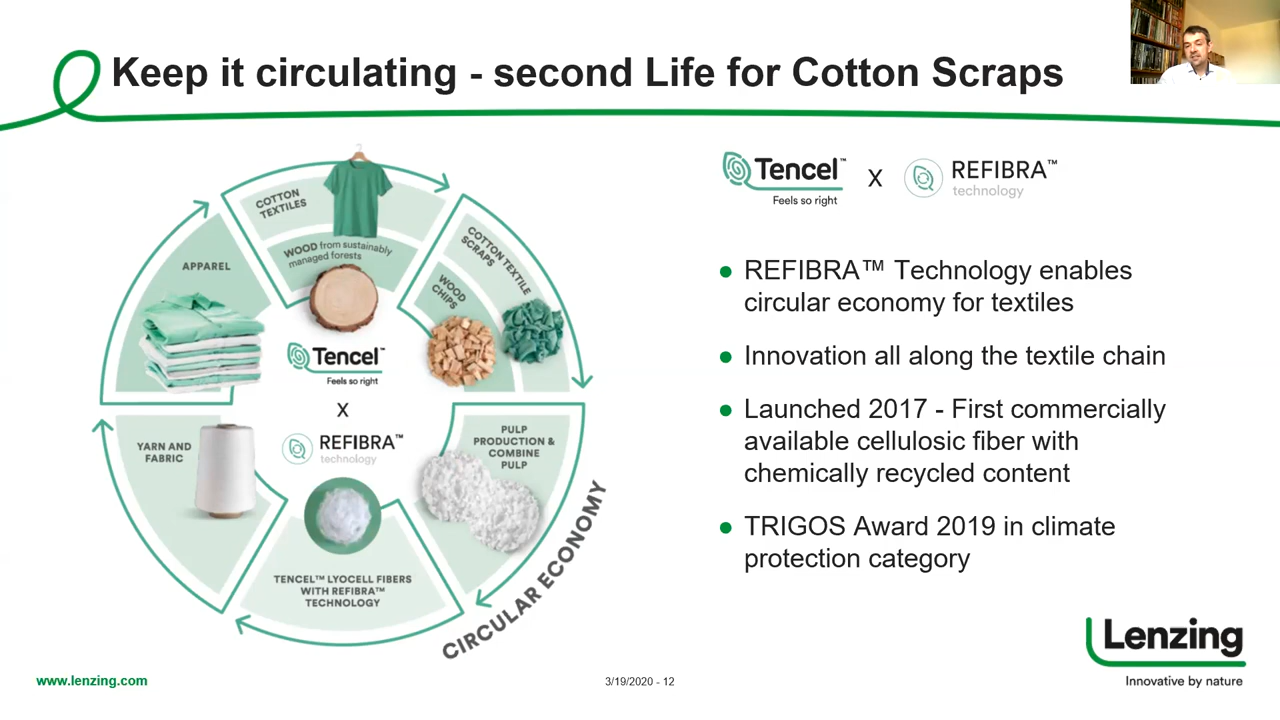 Keep it circulating - second Life for Cotton Scraps
COTTON
TEXTILES
WOOD from sustainably
managed forests
COTTON TEXTILE
SCRAPS
WOOD
CHIPS
PULP
PRODUCTION &
COMBINE
PULP
TENCEL™ LYOCELL FIBERS
WITH REFIBRA™
TECHNOLOGY
YARN AND
FABRIC
APPAREL
Tencel™
Feels so right
X
REFIBRA™
technology
CIRCULAR ECONOMY
Tencel™
Feels so right
X
REFIBRA™
technology
● REFIBRA™ Technology enables
circular economy for textiles
● Innovation all along the textile chain
● Launched 2017 - First commercially
available cellulosic fiber with
chemically recycled content
● TRIGOS Award 2019 in climate
protection category
Lenzing
Innovative by nature
www.lenzing.com
3/19/2020 - 12